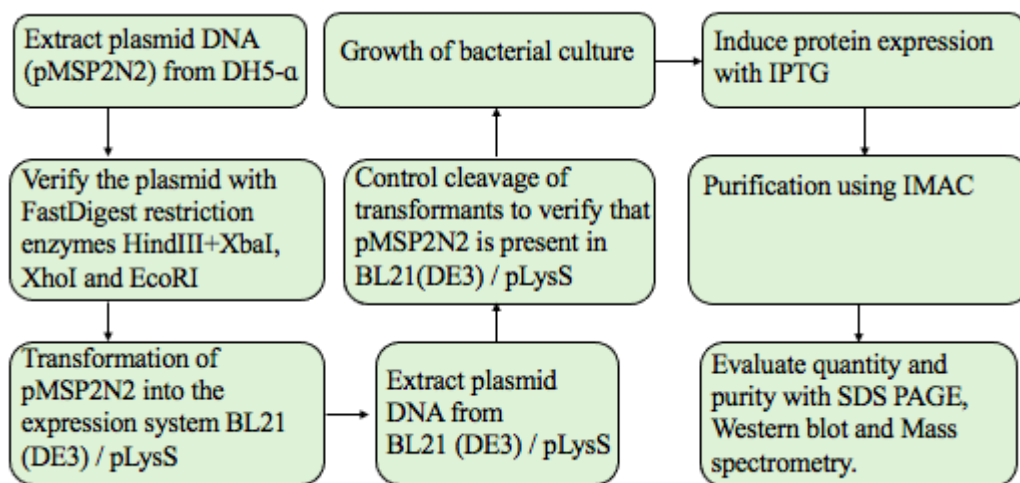 Extract plasmid DNA
(pMSP2N2) from DH5-α
Verify the plasmid with
FastDigest restriction
enzymes HindIII+XbaI,
XhoI and EcoRI
Transformation of
pMSP2N2 into the
expression system BL21
(DE3) / pLysS
Extract plasmid
DNA from
BL21 (DE3) / pLysS
Control cleavage of
transformants to verify that
pMSP2N2 is present in
BL21(DE3) / pLysS
Growth of bacterial culture
Induce protein expression
with IPTG
Purification using IMAC
Evaluate quantity and
purity with SDS PAGE,
Western blot and Mass
spectrometry.